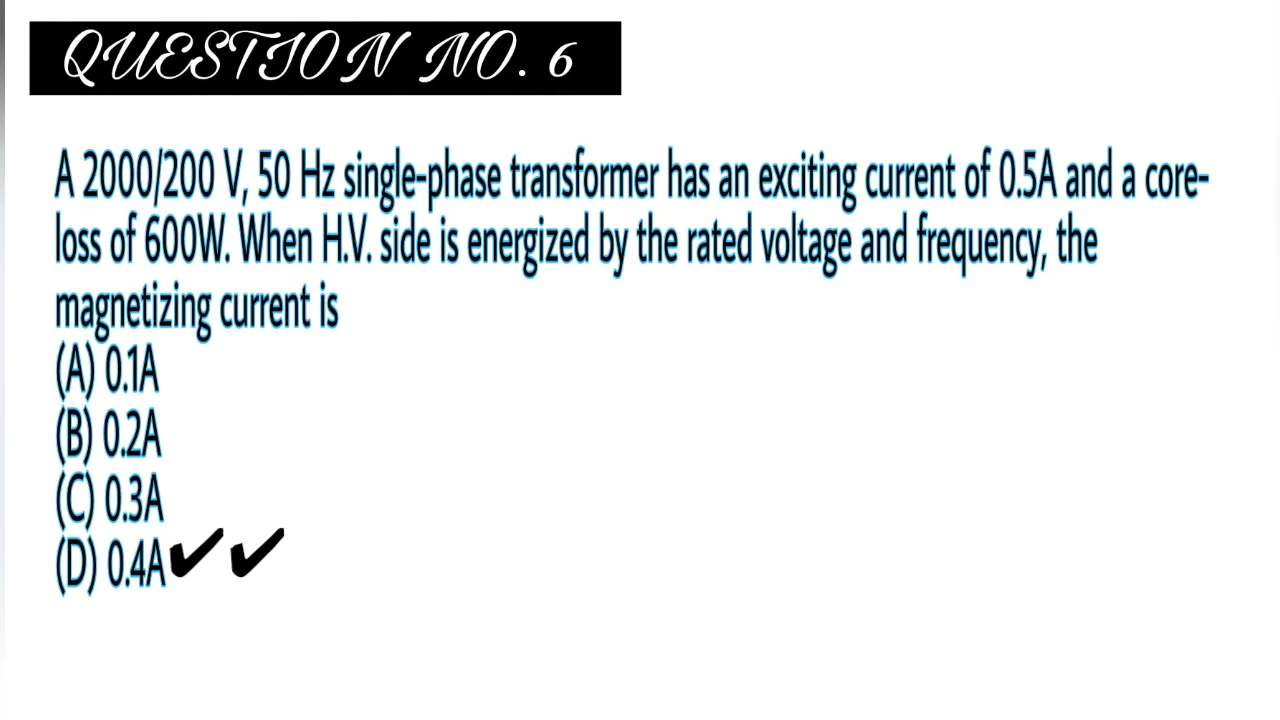 QUESTION NO. 6
A 2000/200 V, 50 Hz single-phase transformer has an exciting current of 0.5A and a core-
loss of 600W. When H.V. side is energized by the rated voltage and frequency, the
magnetizing current is
(A) 0.1A
(B) 0.2A
(C) 0.3A
(D) 0.4A✔✔